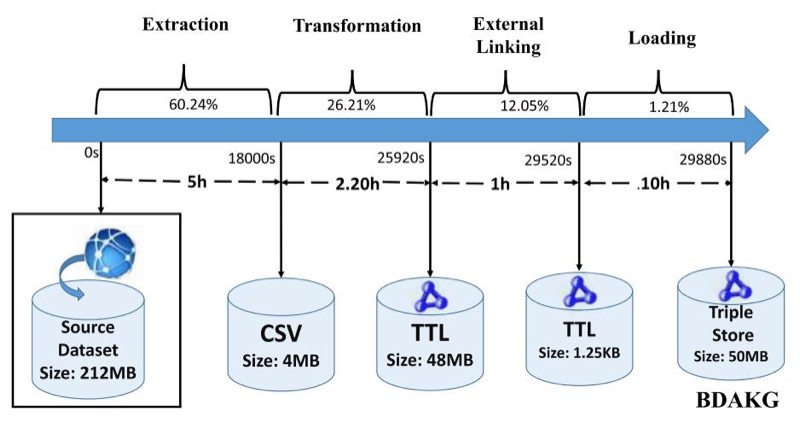 Extraction
Transformation
External
Linking
Loading
60.24%
26.21%
12.05%
1.21%
0s
18000s
25920s
29520s
29880s
5h
2.20h
1h
.10h
Source
Dataset
Size: 212MB
CSV
Size: 4MB
TTL
Size: 48MB
TTL
Size: 1.25KB
Triple
Store
Size: 50MB
BDAKG